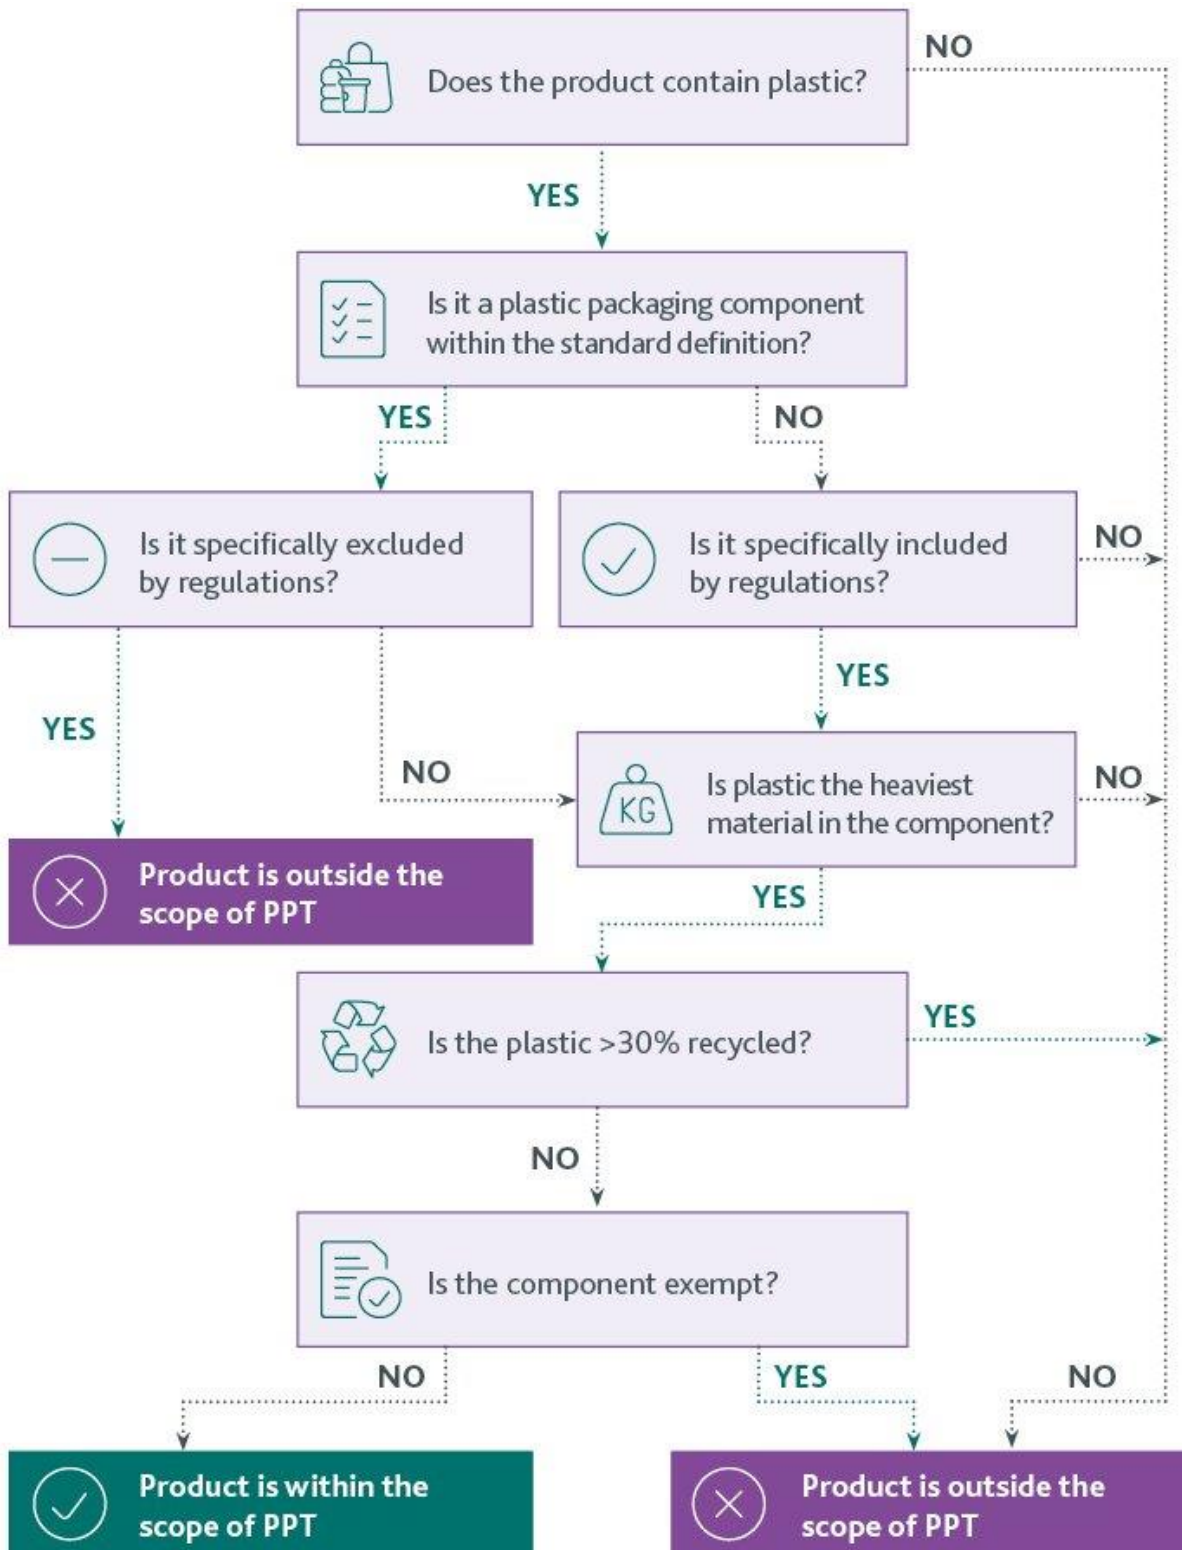 NO
Does the product contain plastic?
YES
Is it a plastic packaging component
within the standard definition?
YES
NO
Is it specifically excluded
by regulations?
Is it specifically included
by regulations?
NO
YES
YES
NO
KG
Is plastic the heaviest
material in the component?
NO
Product is outside the
scope of PPT
YES
Is the plastic >30% recycled?
YES
NO
Is the component exempt?
NO
YES
NO
Product is within the
scope of PPT
Product is outside the
scope of PPT